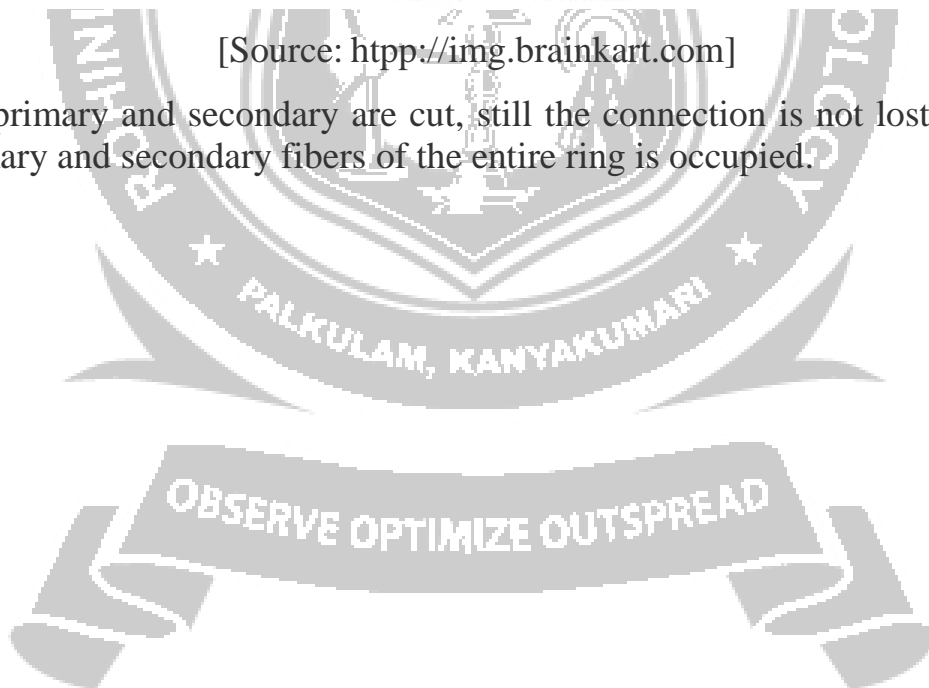 [Source: htpp://img.brainkart.com]
primary and secondary are cut, still the connection is not lost
and secondary fibers of the entire ring is occupied.
PALKULAM, KANYAKUMARI
OBSERVE OPTIMIZE OUTSPREAD